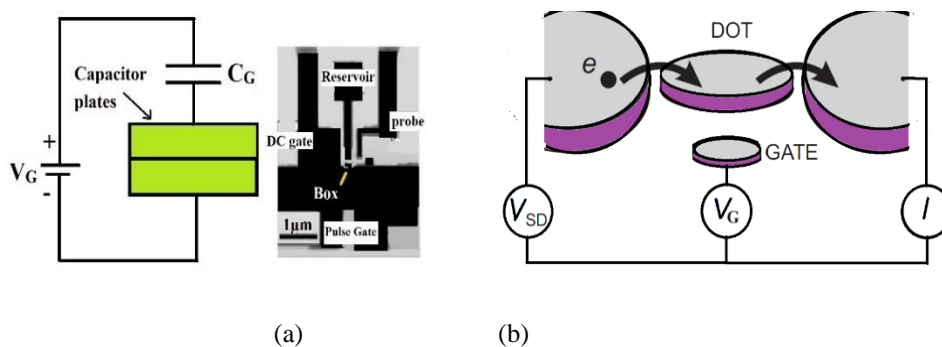 Capacitor
plates
C_G
+
V_G
-
Reservoir
DC gate
probe
Box
1μm
Pulse Gate
DOT
e
GATE
V_SD
V_G
I
(a)
(b)